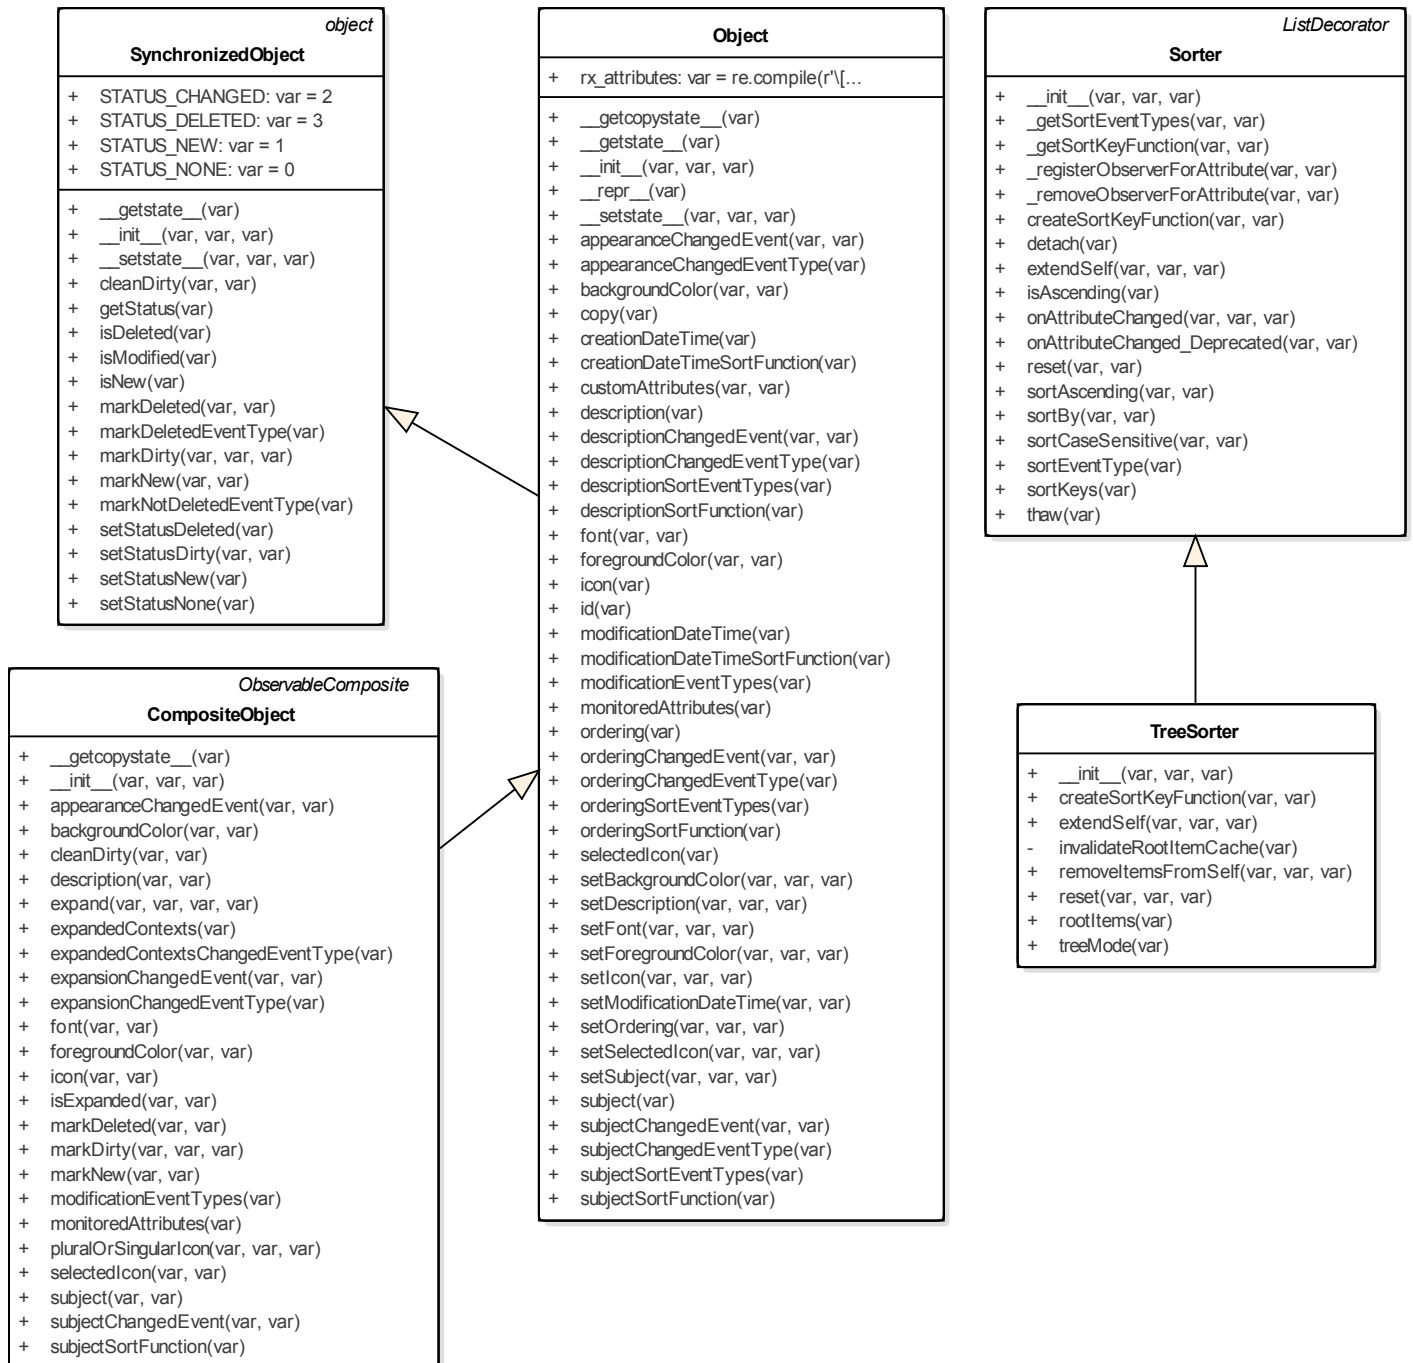 object
SynchronizedObject
+ STATUS_CHANGED: var = 2
+ STATUS_DELETED: var = 3
+ STATUS_NEW: var = 1
+ STATUS_NONE: var = 0
+ __getstate__(var)
+ __init__(var, var, var)
+ __setstate__(var, var, var)
+ cleanDirty(var, var)
+ getStatus(var)
+ isDeleted(var)
+ isModified(var)
+ isNew(var)
+ markDeleted(var, var)
+ markDeletedEventType(var)
+ markDirty(var, var, var)
+ markNew(var, var)
+ markNotDeletedEventType(var)
+ setStatusDeleted(var)
+ setStatusDirty(var, var)
+ setStatusNew(var)
+ setStatusNone(var)
ObservableComposite
CompositeObject
+ __getcopystate__(var)
+ __init__(var, var, var)
+ appearanceChangedEvent(var, var)
+ backgroundColor(var, var)
+ cleanDirty(var, var)
+ description(var, var)
+ expand(var, var, var, var)
+ expandedContexts(var)
+ expandedContextsChangedEventType(var)
+ expansionChangedEvent(var, var)
+ expansionChangedEventType(var)
+ font(var, var)
+ foregroundColor(var, var)
+ icon(var, var)
+ isExpanded(var, var)
+ markDeleted(var, var)
+ markDirty(var, var, var)
+ markNew(var, var)
+ modificationEventTypes(var)
+ monitoredAttributes(var)
+ pluralOrSingularIcon(var, var, var)
+ selectedIcon(var, var)
+ subject(var, var)
+ subjectChangedEvent(var, var)
+ subjectSortFunction(var)
Object
+ rx_attributes: var = re.compile(r'\[...
+ __getcopystate__(var)
+ __getstate__(var)
+ __init__(var, var, var)
+ __repr__(var)
+ __setstate__(var, var, var)
+ appearanceChangedEvent(var, var)
+ appearanceChangedEventType(var)
+ backgroundColor(var, var)
+ copy(var)
+ creationDateTime(var)
+ creationDateTimeSortFunction(var)
+ customAttributes(var, var)
+ description(var)
+ descriptionChangedEvent(var, var)
+ descriptionChangedEventType(var)
+ descriptionSortEventTypes(var)
+ descriptionSortFunction(var)
+ font(var, var)
+ foregroundColor(var, var)
+ icon(var)
+ id(var)
+ modificationDateTime(var)
+ modificationDateTimeSortFunction(var)
+ modificationEventTypes(var)
+ monitoredAttributes(var)
+ ordering(var)
+ orderingChangedEvent(var, var)
+ orderingChangedEventType(var)
+ orderingSortEventTypes(var)
+ orderingSortFunction(var)
+ selectedIcon(var)
+ setBackgroundColor(var, var, var)
+ setDescription(var, var, var)
+ setFont(var, var, var)
+ setForegroundColor(var, var, var)
+ setIcon(var, var, var)
+ setModificationDateTime(var, var)
+ setOrdering(var, var, var)
+ setSelectedIcon(var, var, var)
+ setSubject(var, var, var)
+ subject(var)
+ subjectChangedEvent(var, var)
+ subjectChangedEventType(var)
+ subjectSortEventTypes(var)
+ subjectSortFunction(var)
ListDecorator
Sorter
+ __init__(var, var, var)
+ _getSortEventTypes(var, var)
+ _getSortKeyFunction(var, var)
+ _registerObserverForAttribute(var, var)
+ _removeObserverForAttribute(var, var)
+ createSortKeyFunction(var, var)
+ detach(var)
+ extendSelf(var, var, var)
+ isAscending(var)
+ onAttributeChanged(var, var, var)
+ onAttributeChanged_Deprecated(var, var)
+ reset(var, var)
+ sortAscending(var, var)
+ sortBy(var, var)
+ sortCaseSensitive(var, var)
+ sortEventType(var)
+ sortKeys(var)
+ thaw(var)
TreeSorter
+ __init__(var, var, var)
+ createSortKeyFunction(var, var)
+ extendSelf(var, var, var)
- invalidateRootItemCache(var)
+ removeItemsFromSelf(var, var, var)
+ reset(var, var, var)
+ rootItems(var)
+ treeMode(var)